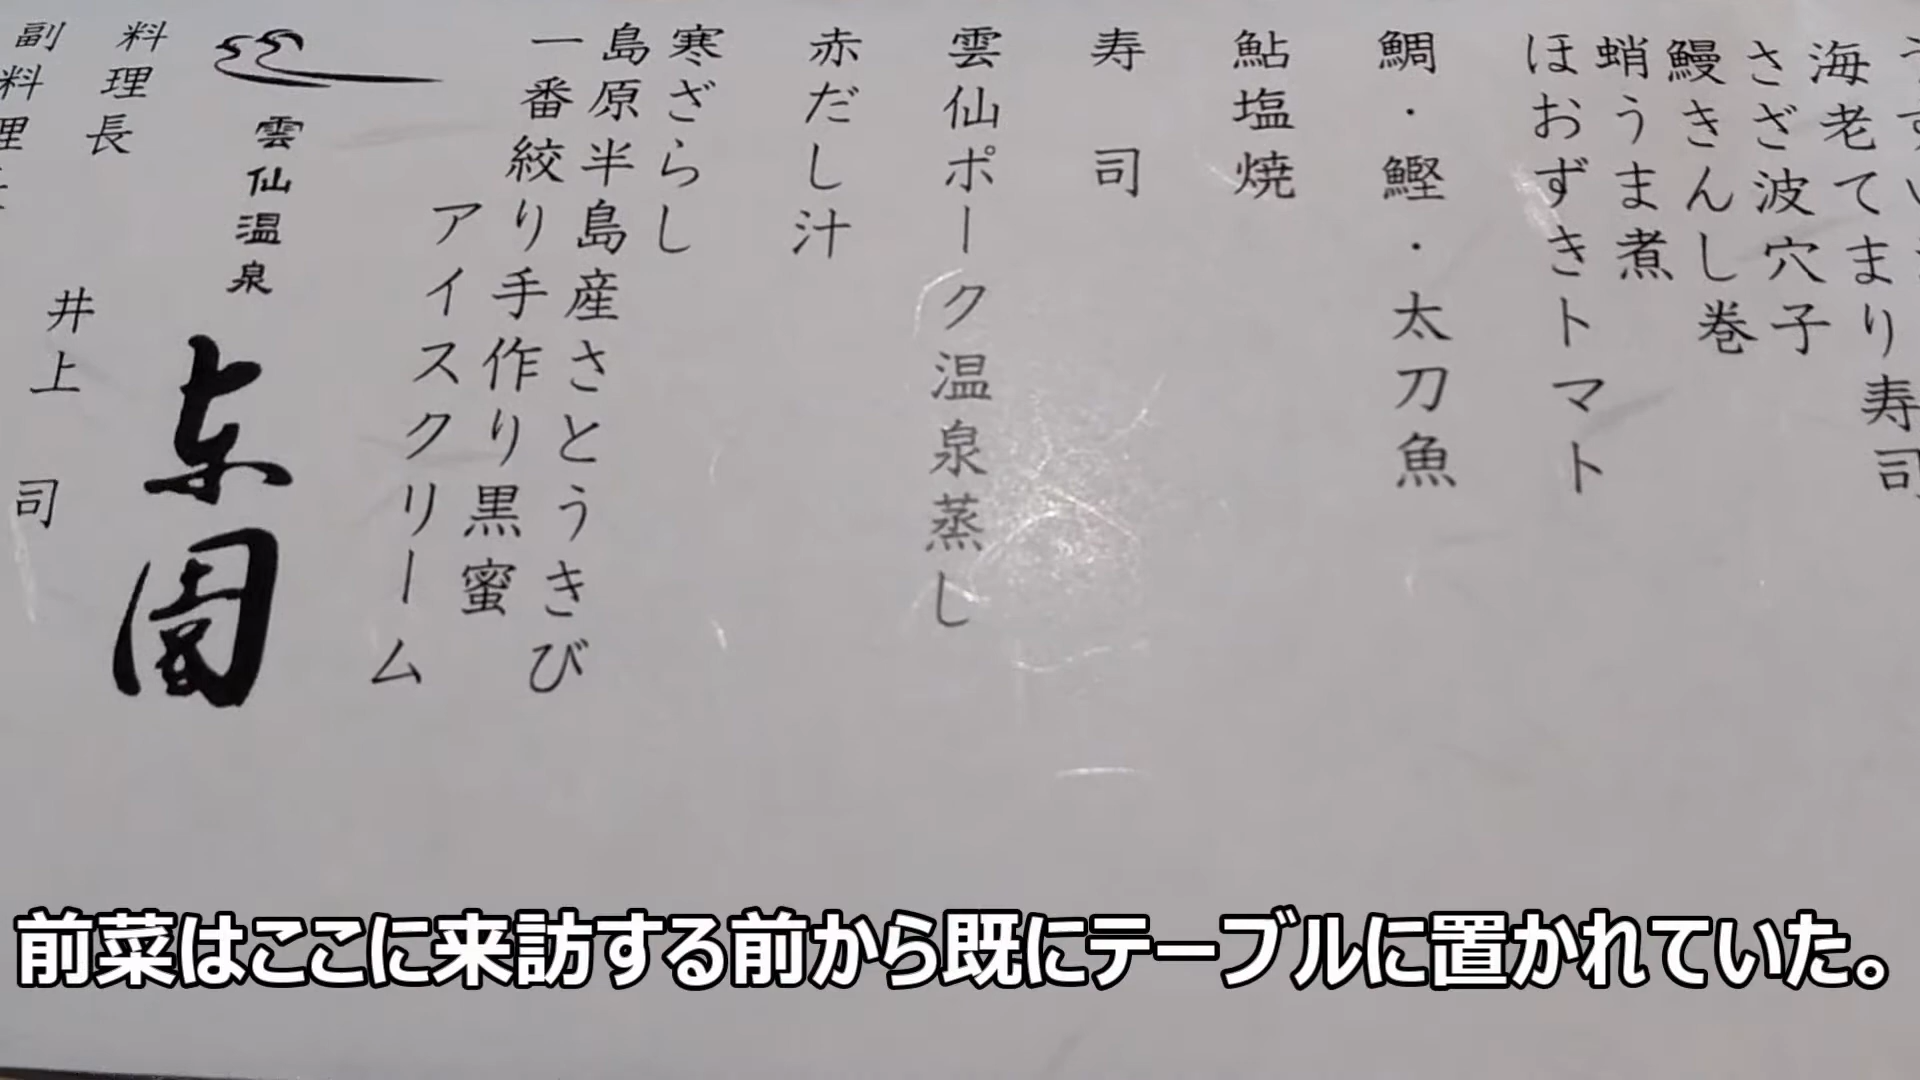 海老てまり寿司
さざ波穴子
鰻きんし巻
蛸うま煮
ほおずきトマト
鯛・鰹・太刀魚
鮎塩焼
寿司
雲仙ポーク温泉蒸し
赤だし汁
寒ざらし
島原半島産さとうきび
一番絞り手作り黒蜜
アイスクリーム
雲仙温泉
东園
料理長
井上 司
副料理
前菜はここに来訪する前から既にテーブルに置かれていた。